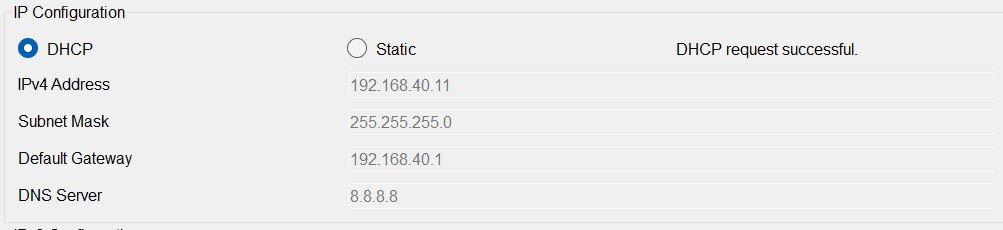 IP Configuration
DHCP Static DHCP request successful.
IPv4 Address 192.168.40.11
Subnet Mask 255.255.255.0
Default Gateway 192.168.40.1
DNS Server 8.8.8.8